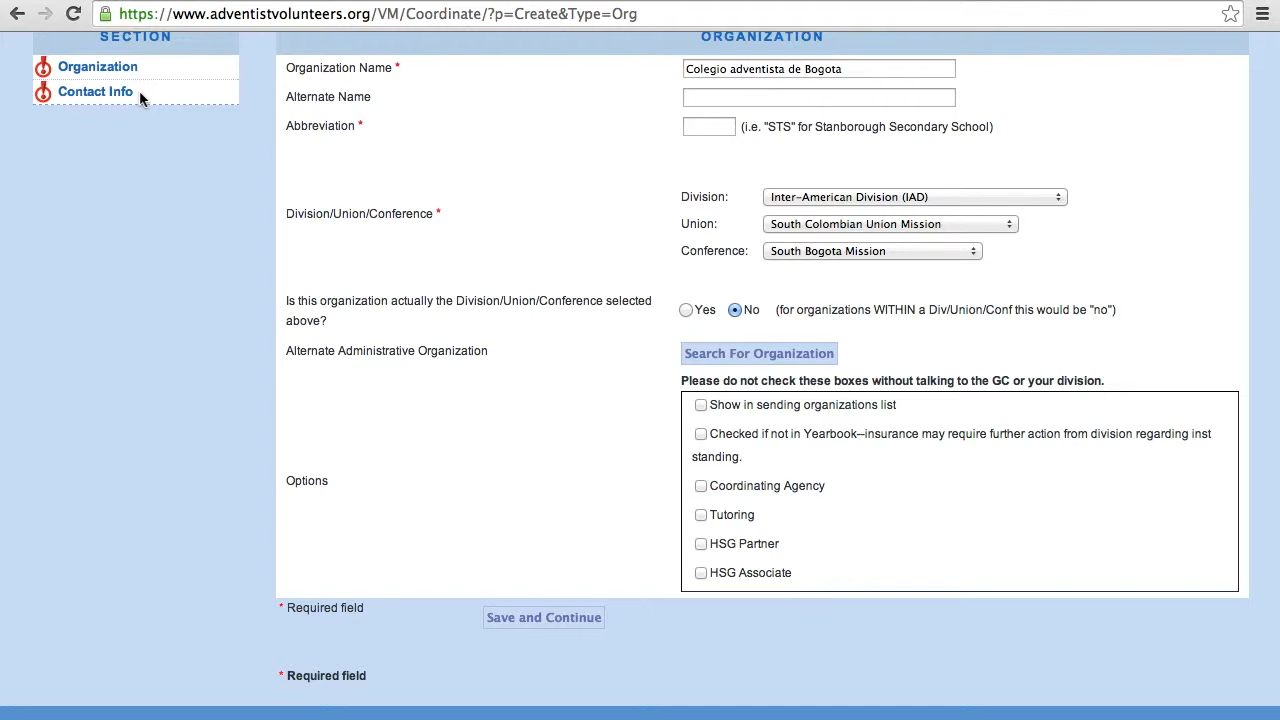 https://www.adventistvolunteers.org/VM/Coordinate/?p=Create&Type=Org
SECTION
Organization
Contact Info
ORGANIZATION
Organization Name * Colegio adventista de Bogota
Alternate Name
Abbreviation * (i.e. "STS" for Stanborough Secondary School)
Division/Union/Conference *
Division: Inter-American Division (IAD)
Union: South Colombian Union Mission
Conference: South Bogota Mission
Is this organization actually the Division/Union/Conference selected
above?
Yes No (for organizations WITHIN a Div/Union/Conf this would be "no")
Alternate Administrative Organization Search For Organization
Please do not check these boxes without talking to the GC or your division.
Options
Show in sending organizations list
Checked if not in Yearbook--insurance may require further action from division regarding inst
standing.
Coordinating Agency
Tutoring
HSG Partner
HSG Associate
* Required field
Save and Continue
* Required field